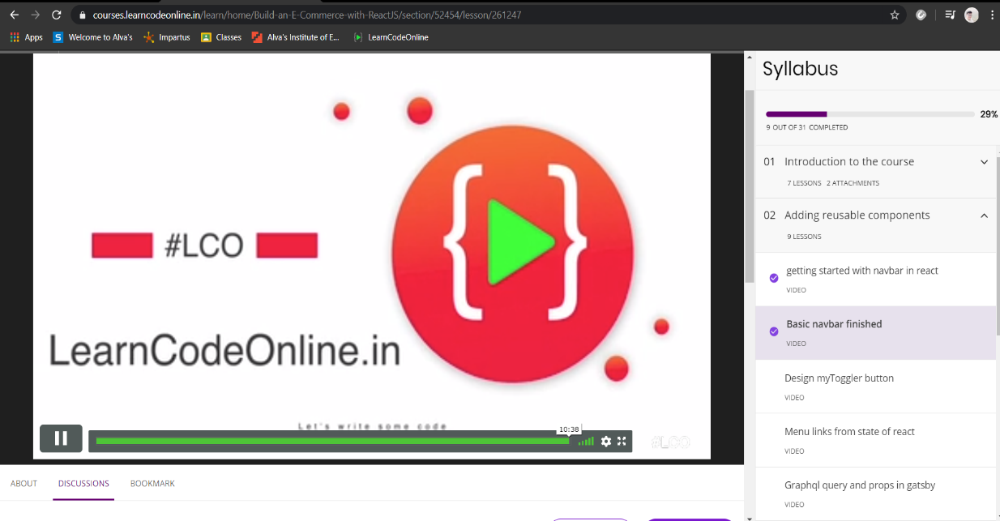 courses.learncodeonline.in/learn/home/Build-an-E-Commerce-with-ReactJS/section/52454/lesson/261247
Apps
S Welcome to Alva's
Impartus
Classes
Alva's Institute of E...
LearnCodeOnline
#LCO
LearnCodeOnline.in
Let's write some code
10:38
#LCO
ABOUT
DISCUSSIONS
BOOKMARK
Syllabus
29%
9 OUT OF 31 COMPLETED
01 Introduction to the course
7 LESSONS 2 ATTACHMENTS
02 Adding reusable components
9 LESSONS
getting started with navbar in react
VIDEO
Basic navbar finished
VIDEO
Design myToggler button
VIDEO
Menu links from state of react
VIDEO
Graphql query and props in gatsby
VIDEO